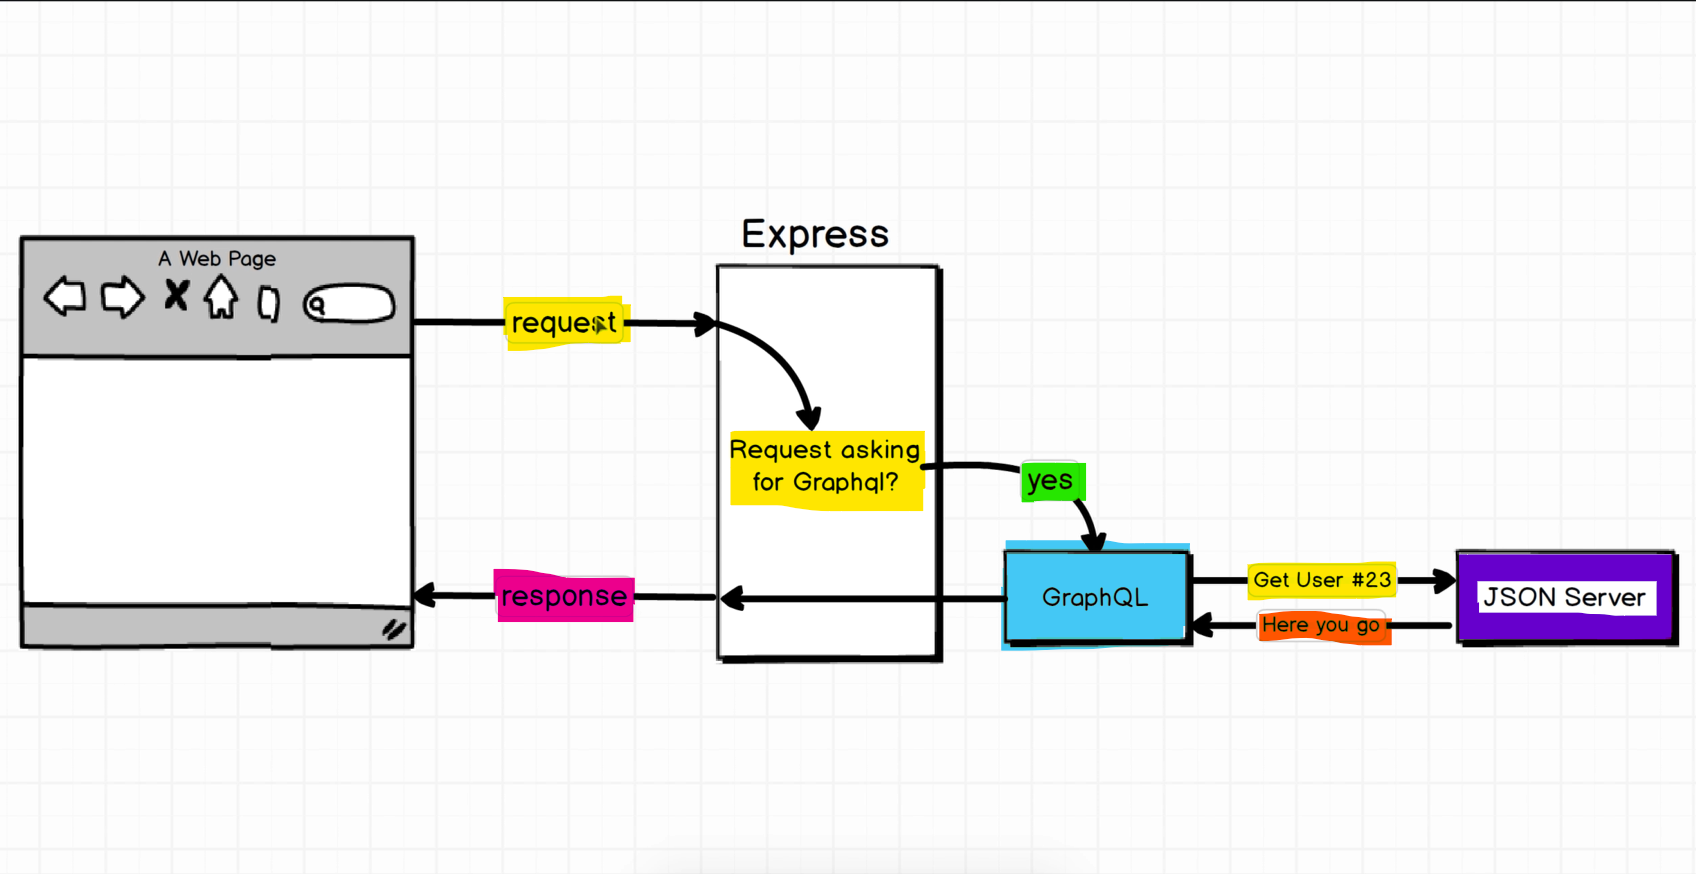 Express
A Web Page
request
Request asking
for Graphql?
yes
GraphQL
Get User #23
Here you go
JSON Server
response